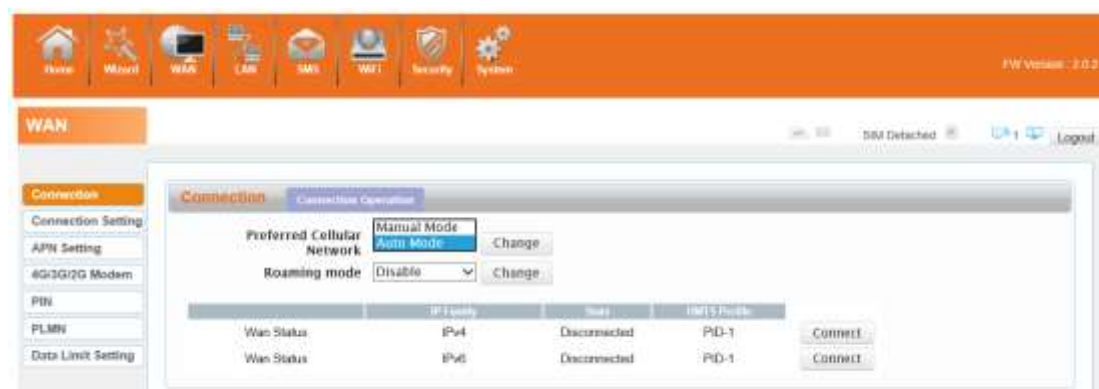 Home Wizard WAN LAN SMS WiFi Security System
FW Version : 2.0.2
WAN
SIM Detached 1 Logout
Connection
Connection Setting
APN Setting
4G/3G/2G Modem
PIN
PLMN
Data Limit Setting
Connection Connection Operation
Preferred Cellular Network Manual Mode
Auto Mode Change
Roaming mode Disable Change
IP Family State UMTS Profile
Wan Status IPv4 Disconnected PID-1 Connect
Wan Status IPv6 Disconnected PID-1 Connect